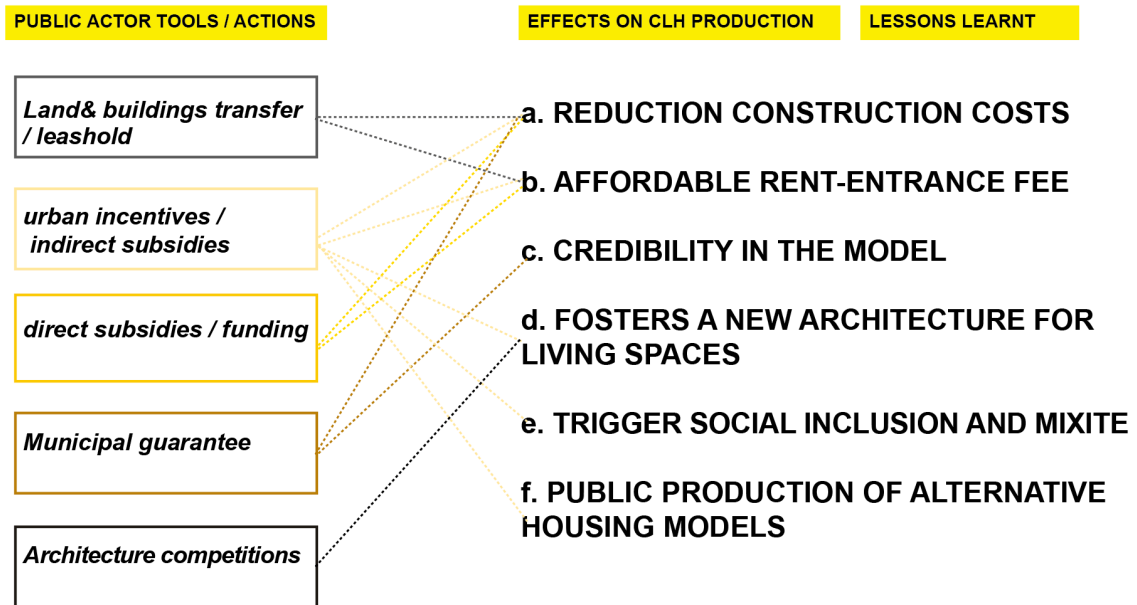 PUBLIC ACTOR TOOLS / ACTIONS
EFFECTS ON CLH PRODUCTION
LESSONS LEARNT
Land& buildings transfer
/ leashold
urban incentives /
indirect subsidies
direct subsidies / funding
Municipal guarantee
Architecture competitions
a. REDUCTION CONSTRUCTION COSTS
b. AFFORDABLE RENT-ENTRANCE FEE
c. CREDIBILITY IN THE MODEL
d. FOSTERS A NEW ARCHITECTURE FOR
LIVING SPACES
e. TRIGGER SOCIAL INCLUSION AND MIXITE
f. PUBLIC PRODUCTION OF ALTERNATIVE
HOUSING MODELS